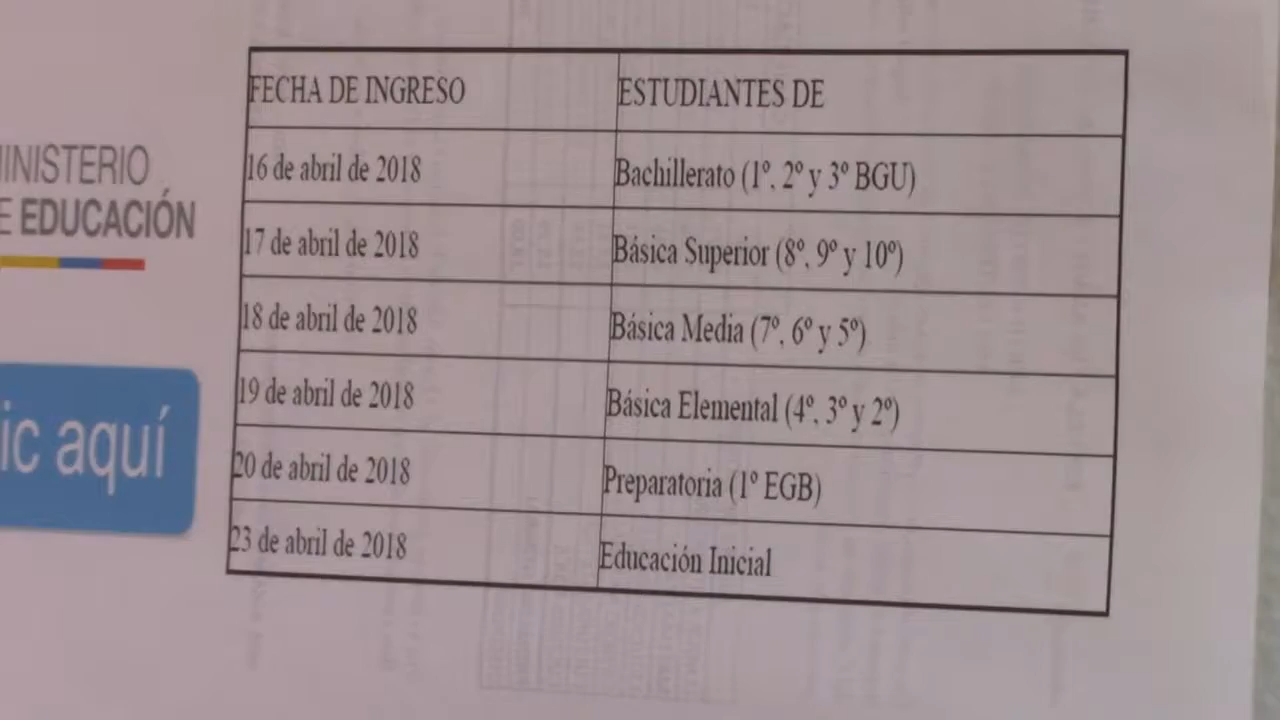 FECHA DE INGRESO ESTUDIANTES DE
16 de abril de 2018 Bachillerato (1º, 2º y 3º BGU)
17 de abril de 2018 Básica Superior (8º, 9º y 10º)
18 de abril de 2018 Básica Media (7º, 6º y 5º)
19 de abril de 2018 Básica Elemental (4º, 3º y 2º)
20 de abril de 2018 Preparatoria (1º EGB)
23 de abril de 2018 Educación Inicial
INISTERIO
E EDUCACIÓN
ic aquí